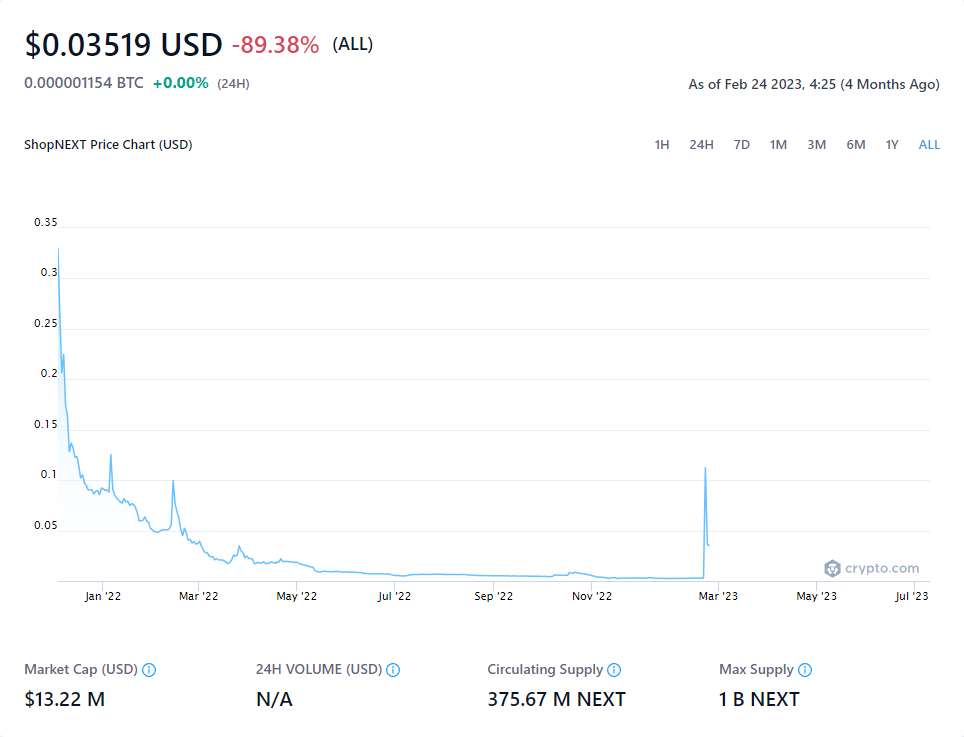 $0.03519 USD -89.38% (ALL)
0.000001154 BTC +0.00% (24H)
As of Feb 24 2023, 4:25 (4 Months Ago)
ShopNEXT Price Chart (USD)
1H 24H 7D 1M 3M 6M 1Y ALL
0.35
0.3
0.25
0.2
0.15
0.1
0.05
crypto.com
Jan '22 Mar '22 May '22 Jul '22 Sep '22 Nov '22 Mar '23 May '23 Jul '23
Market Cap (USD) 24H VOLUME (USD) Circulating Supply Max Supply
$13.22 M N/A 375.67 M NEXT 1 B NEXT